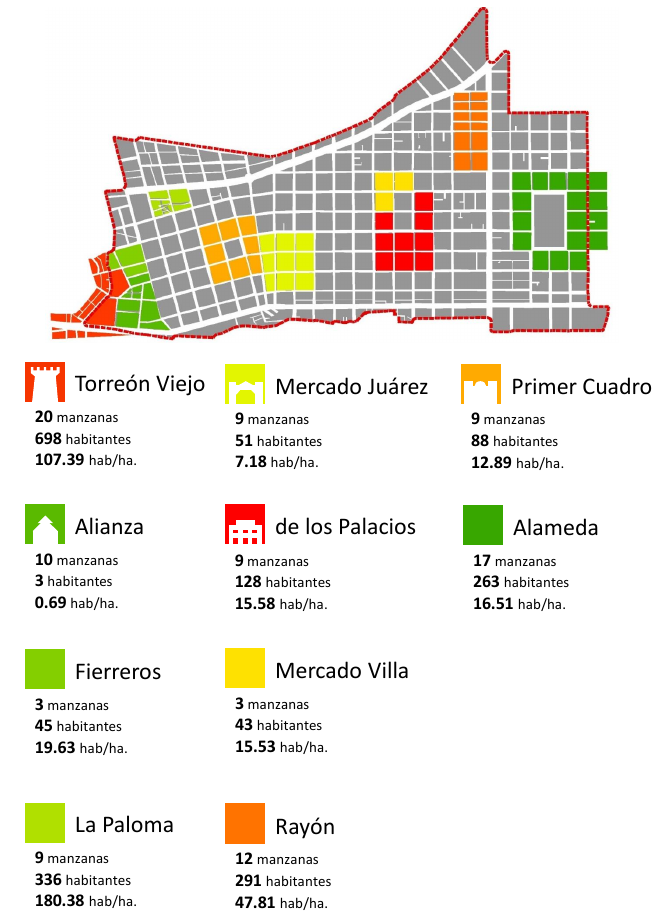 Torreón Viejo
20 manzanas
698 habitantes
107.39 hab/ha.
Mercado Juárez
9 manzanas
51 habitantes
7.18 hab/ha.
Primer Cuadro
9 manzanas
88 habitantes
12.89 hab/ha.
Alianza
10 manzanas
3 habitantes
0.69 hab/ha.
de los Palacios
9 manzanas
128 habitantes
15.58 hab/ha.
Alameda
17 manzanas
263 habitantes
16.51 hab/ha.
Fierreros
3 manzanas
45 habitantes
19.63 hab/ha.
Mercado Villa
3 manzanas
43 habitantes
15.53 hab/ha.
La Paloma
9 manzanas
336 habitantes
180.38 hab/ha.
Rayón
12 manzanas
291 habitantes
47.81 hab/ha.